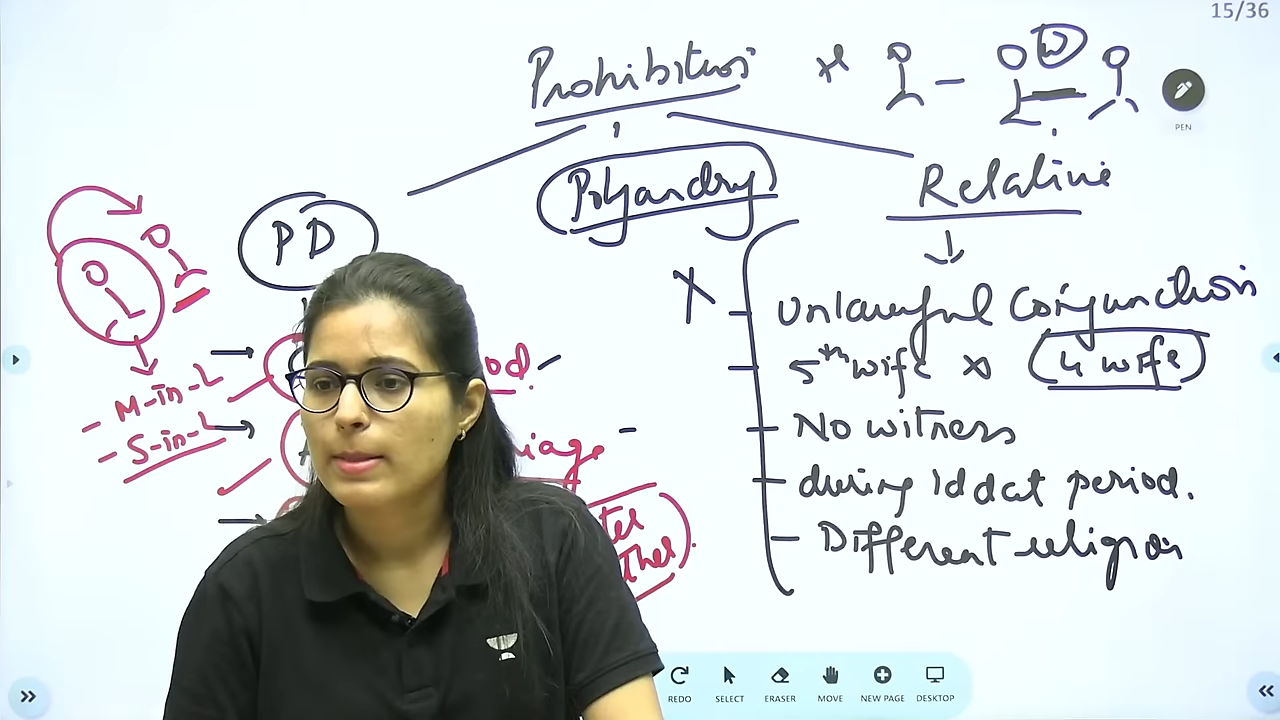 15/36
Prohibitions
W
PEN
PD
Polyandry
Relative
X
Unlawful Conjunction
5th wife x 4 wife
M-in-L
S-in-L
No witness
during Iddat period.
Different religion
REDO SELECT ERASER MOVE NEW PAGE DESKTOP